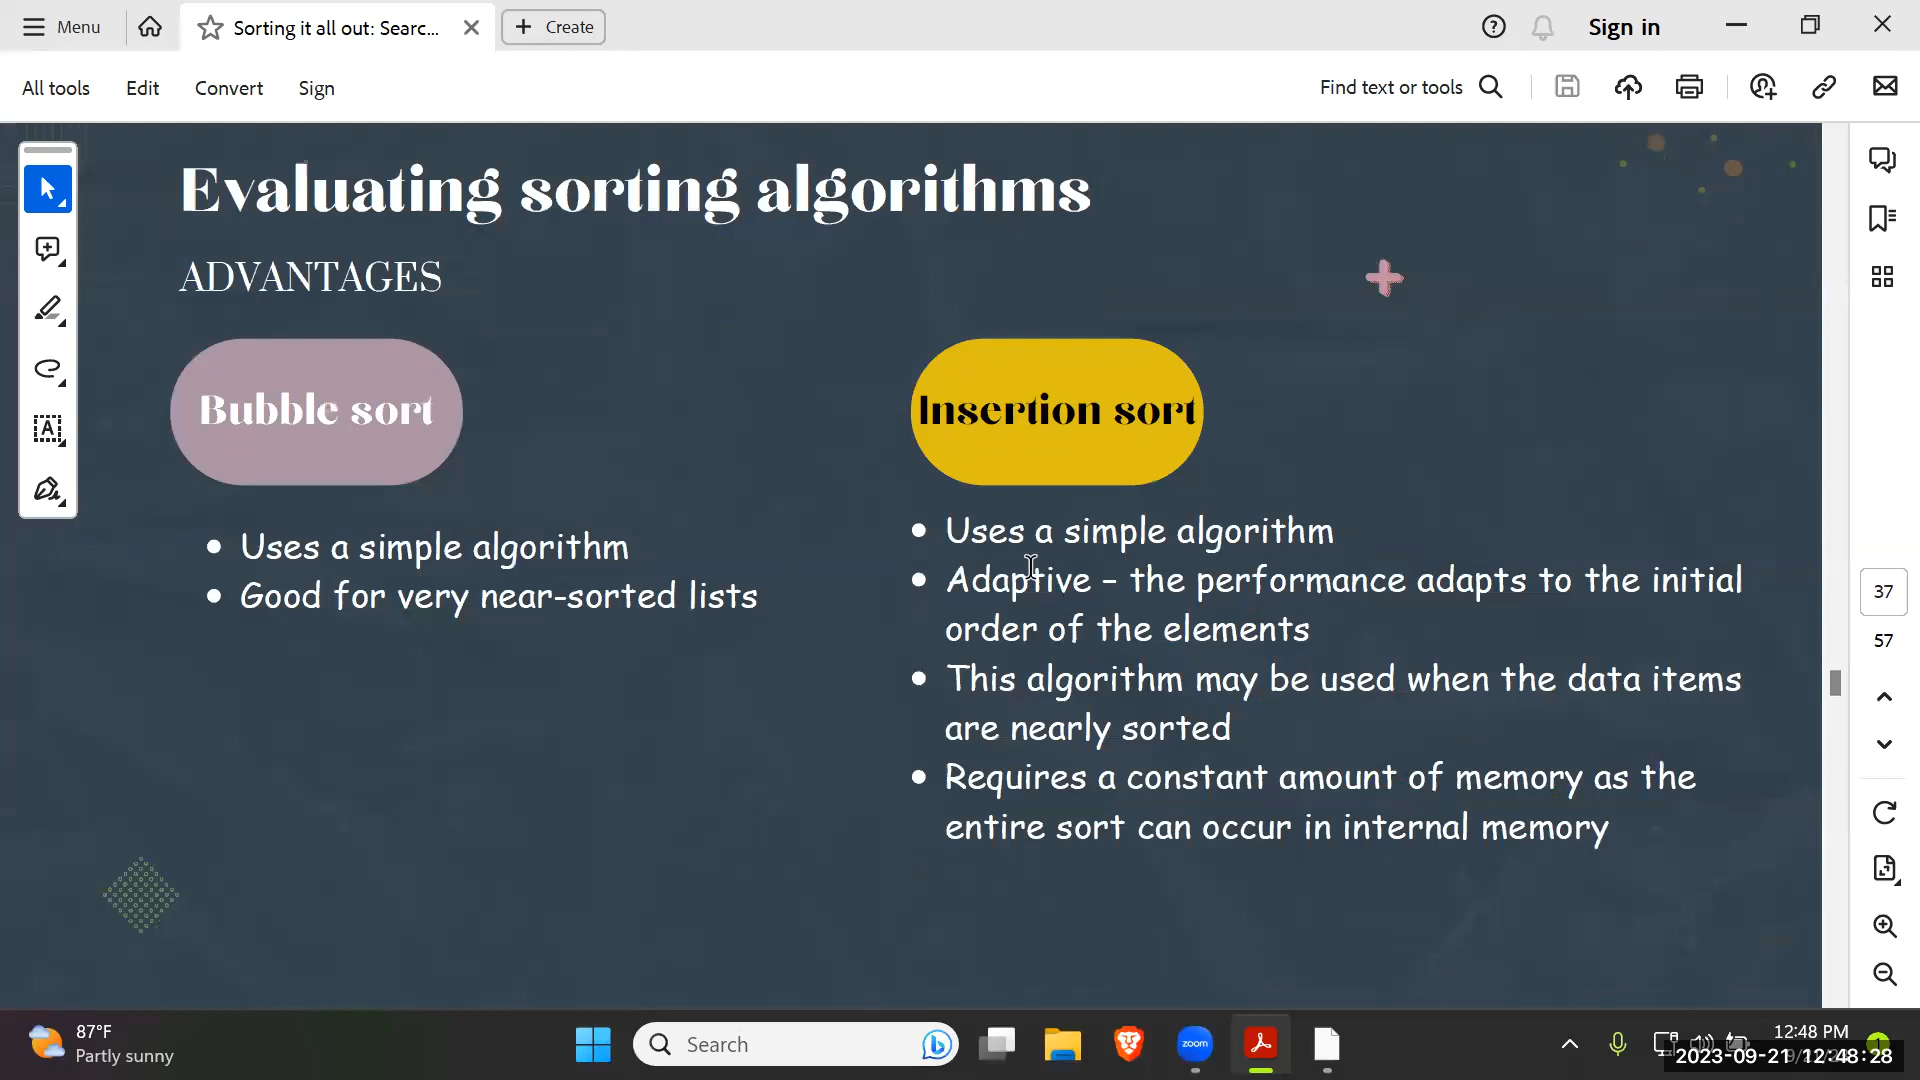 Menu
Sorting it all out: Searc...
Create
Sign in
All tools
Edit
Convert
Sign
Find text or tools
Evaluating sorting algorithms
ADVANTAGES
Bubble sort
Uses a simple algorithm
Good for very near-sorted lists
Insertion sort
Uses a simple algorithm
Adaptive – the performance adapts to the initial
order of the elements
This algorithm may be used when the data items
are nearly sorted
Requires a constant amount of memory as the
entire sort can occur in internal memory
37
57
87°F
Partly sunny
Search
zoom
12:48 PM
2023-09-21 12:48:28